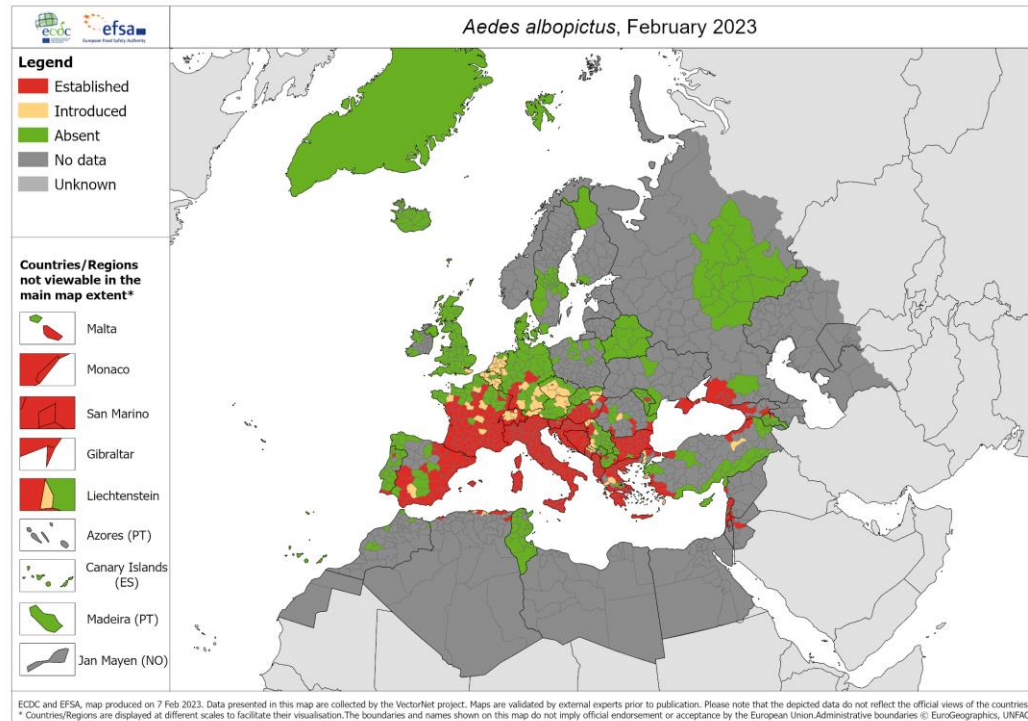 ecdc
efsa
European Food Safety Authority
Aedes albopictus, February 2023
Legend
Established
Introduced
Absent
No data
Unknown
Countries/Regions
not viewable in the
main map extent*
Malta
Monaco
San Marino
Gibraltar
Liechtenstein
Azores (PT)
Canary Islands
(ES)
Madeira (PT)
Jan Mayen (NO)
ECDC and EFSA, map produced on 7 Feb 2023. Data presented in this map are collected by the VectorNet project. Maps are validated by external experts prior to publication. Please note that the depicted data do not reflect the official views of the countries
* Countries/Regions are displayed at different scales to facilitate their visualisation.The boundaries and names shown on this map do not imply official endorsement or acceptance by the European Union.Administrative boundaries © EuroGeographics, UNFAO